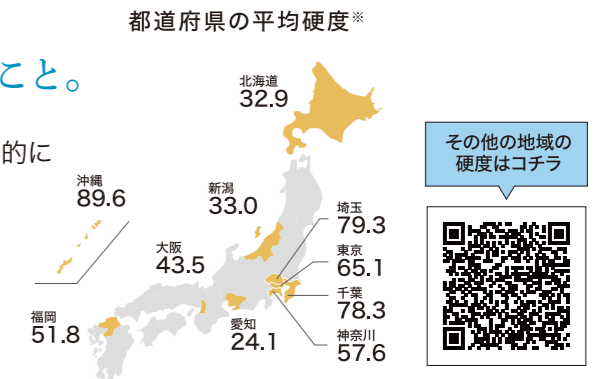 都道府県の平均硬度※
こと。
的に
北海道
32.9
沖縄
89.6
新潟
33.0
大阪
43.5
埼玉
79.3
東京
65.1
千葉
78.3
神奈川
57.6
愛知
24.1
福岡
51.8
その他の地域の
硬度はコチラ